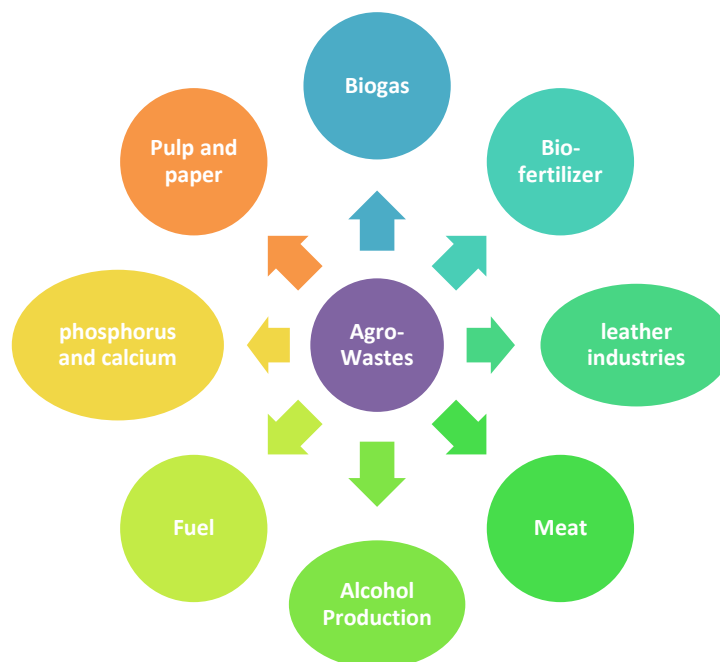 Biogas
Pulp and
paper
Bio-
fertilizer
phosphorus
and calcium
Agro-
Wastes
leather
industries
Fuel
Meat
Alcohol
Production